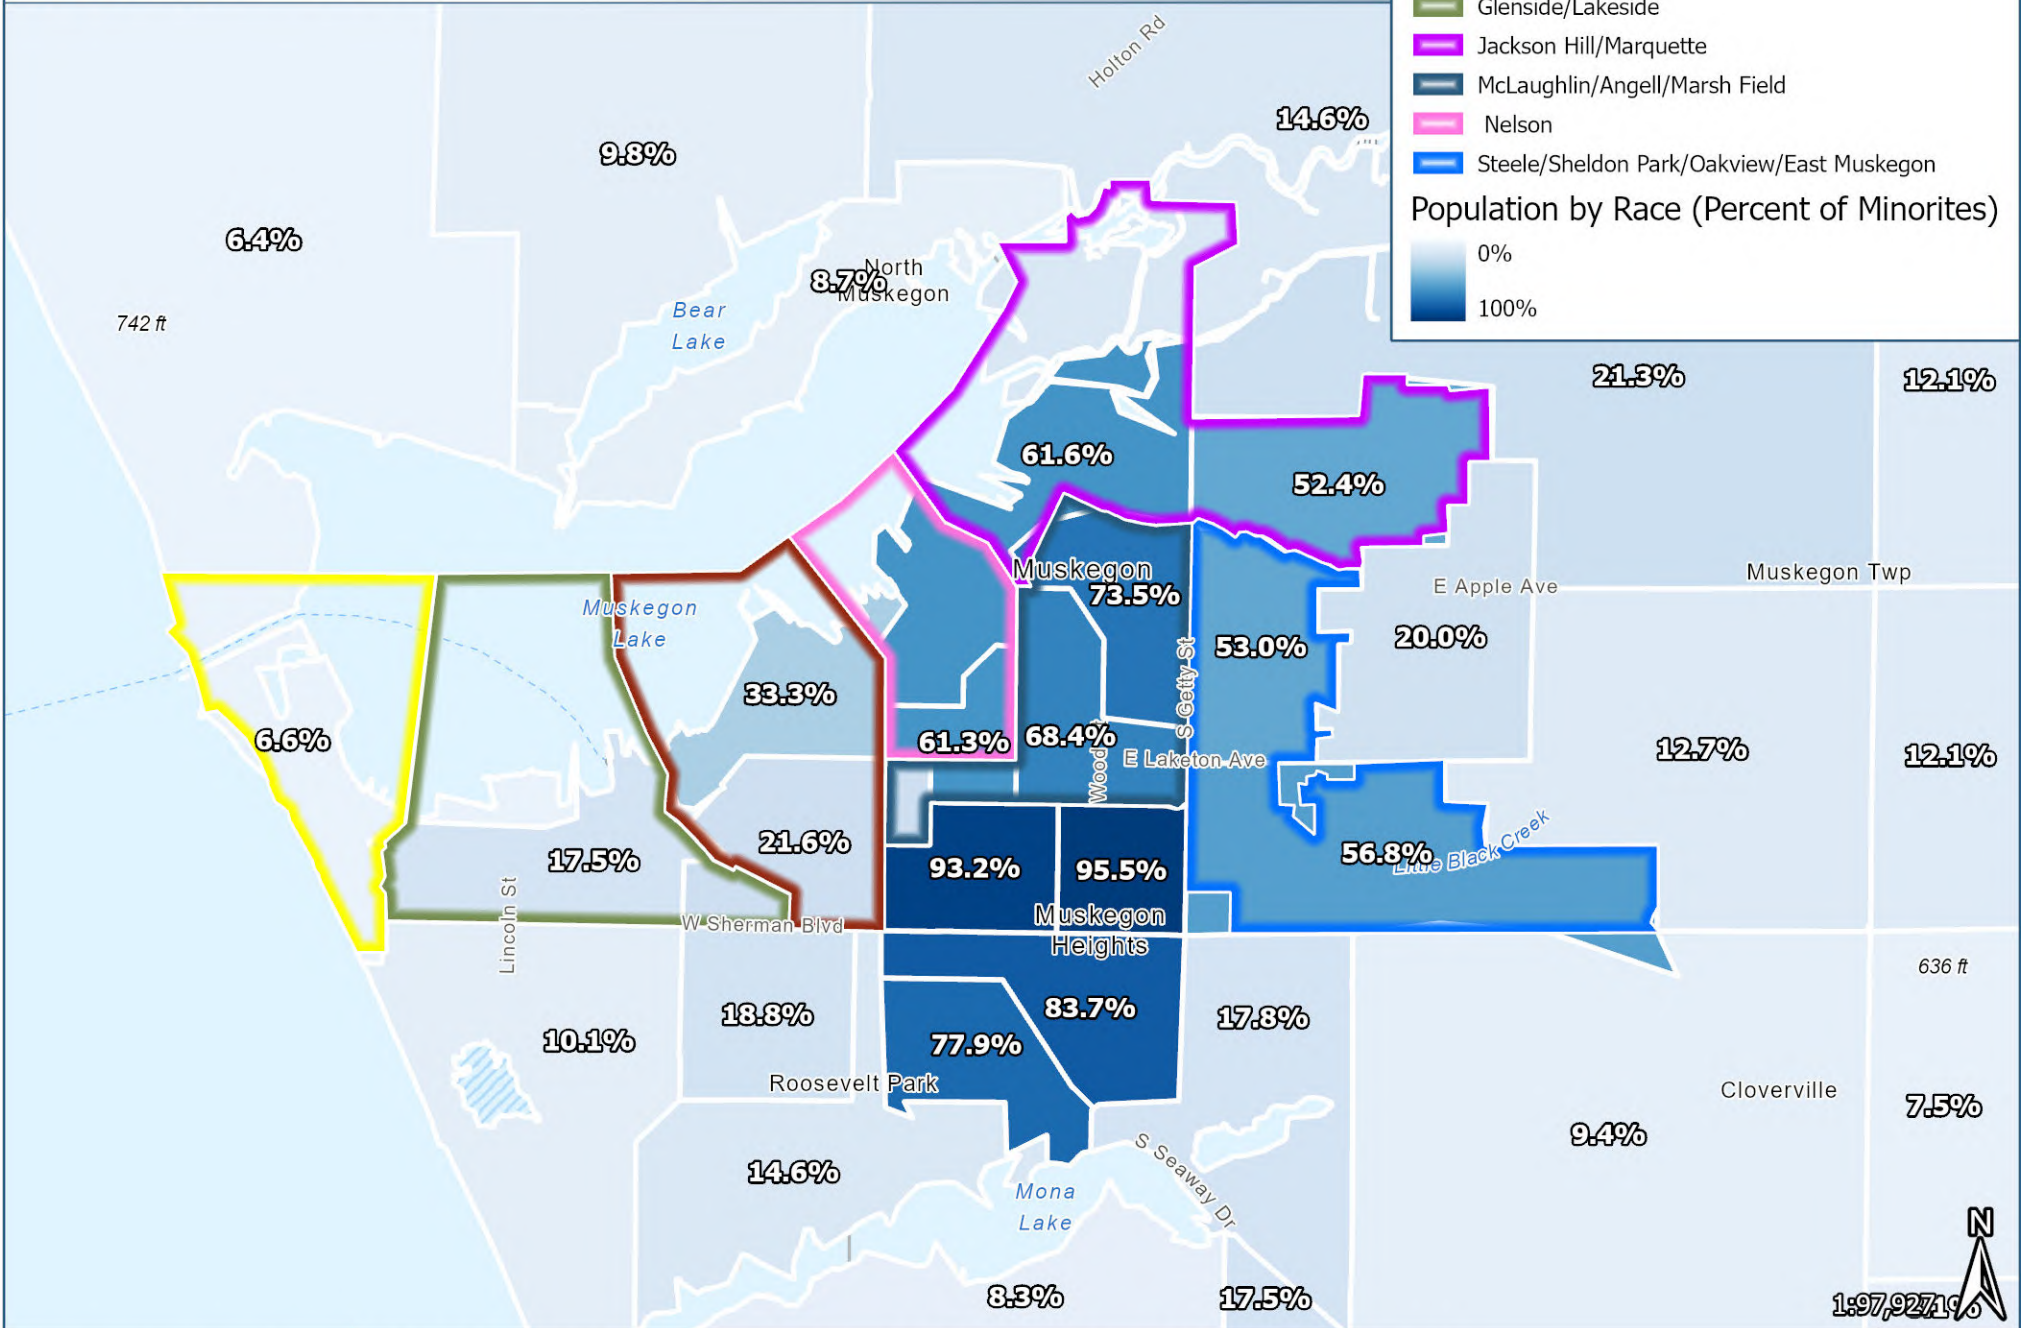 Glenside/Lakeside
Jackson Hill/Marquette
McLaughlin/Angell/Marsh Field
Nelson
Steele/Sheldon Park/Oakview/East Muskegon
Population by Race (Percent of Minorites)
0%
100%
Holton Rd
14.6%
9.8%
6.4%
8.7%
North
Muskegon
Bear
Lake
742 ft
21.3%
12.1%
61.6%
52.4%
Muskegon
73.5%
E Apple Ave
Muskegon Twp
Muskegon
Lake
53.0%
20.0%
33.3%
S Getty St
6.6%
61.3%
68.4%
Wood
E Laketon Ave
12.7%
12.1%
17.5%
21.6%
93.2%
95.5%
56.8%
Little Black Creek
Lincoln St
W Sherman Blvd
Muskegon
Heights
636 ft
10.1%
18.8%
83.7%
77.9%
17.8%
Roosevelt Park
Cloverville
7.5%
9.4%
14.6%
S Seaway Dr
Mona
Lake
8.3%
17.5%
N
1:97,927